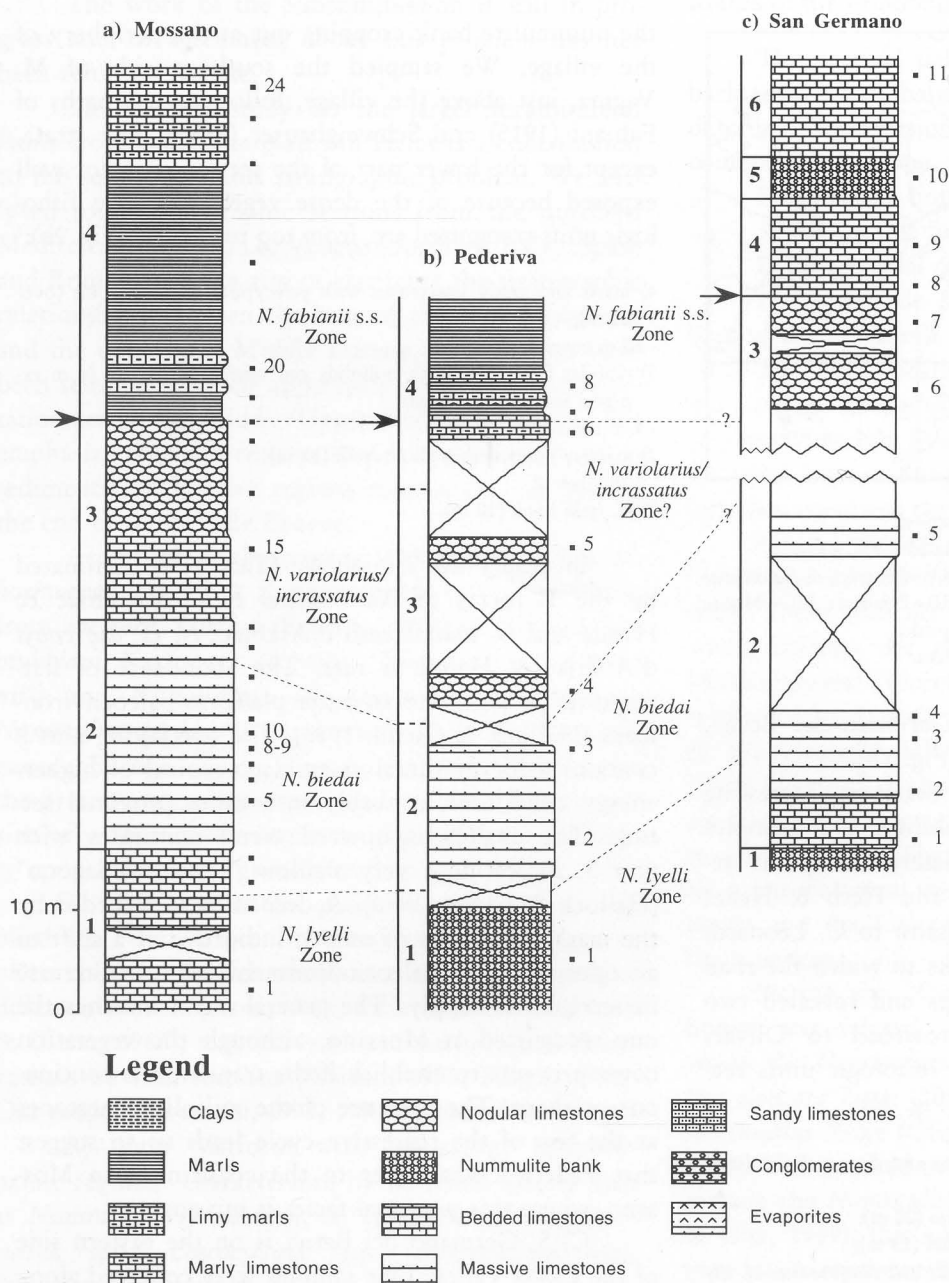 a) Mossano
24
4
20
3
15
2
10
8-9
5
10 m
1
1
0
N. fabianii s.s.
Zone
N. variolarius/
incrassatus
Zone
N. biedai
Zone
N. lyelli
Zone
b) Pederiva
4
8
7
6
5
3
4
3
2
2
1
1
N. fabianii s.s.
Zone
N. variolarius/
incrassatus
Zone?
N. biedai
Zone
N. lyelli
Zone
c) San Germano
11
6
5
10
4
9
8
7
3
6
?
?
5
2
4
3
2
1
1
Legend
Clays
Marls
Limy marls
Marly limestones
Nodular limestones
Nummulite bank
Bedded limestones
Massive limestones
Sandy limestones
Conglomerates
Evaporites